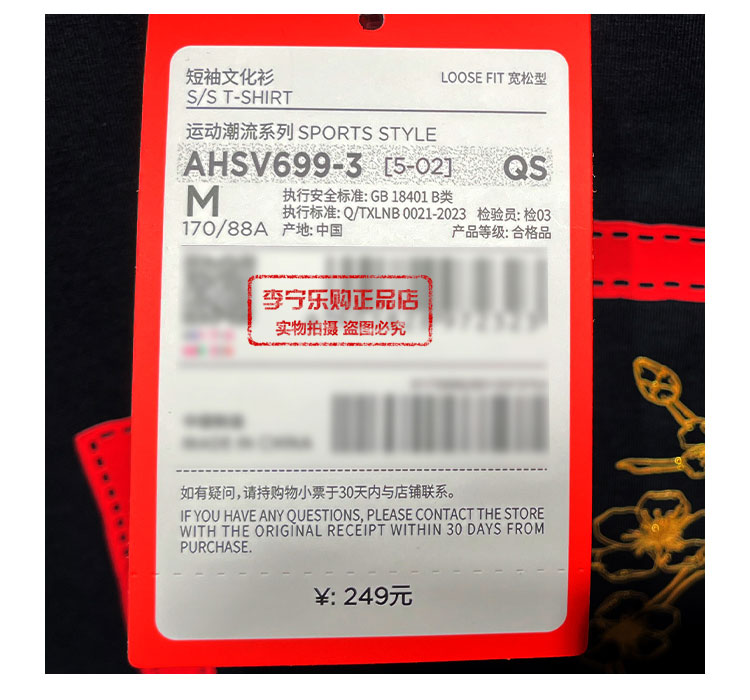 短袖文化衫
S/S T-SHIRT
LOOSE FIT 宽松型
运动潮流系列 SPORTS STYLE
AHSV699-3 [5-02] QS
M
170/88A
执行安全标准: GB 18401 B类
执行标准: Q/TXLNB 0021-2023 检验员: 检03
产地: 中国 产品等级: 合格品
李宁乐购正品店
实物拍摄 盗图必究
MADE IN CHINA
如有疑问，请持购物小票于30天内与店铺联系。
IF YOU HAVE ANY QUESTIONS, PLEASE CONTACT THE STORE
WITH THE ORIGINAL RECEIPT WITHIN 30 DAYS FROM
PURCHASE.
¥: 249元